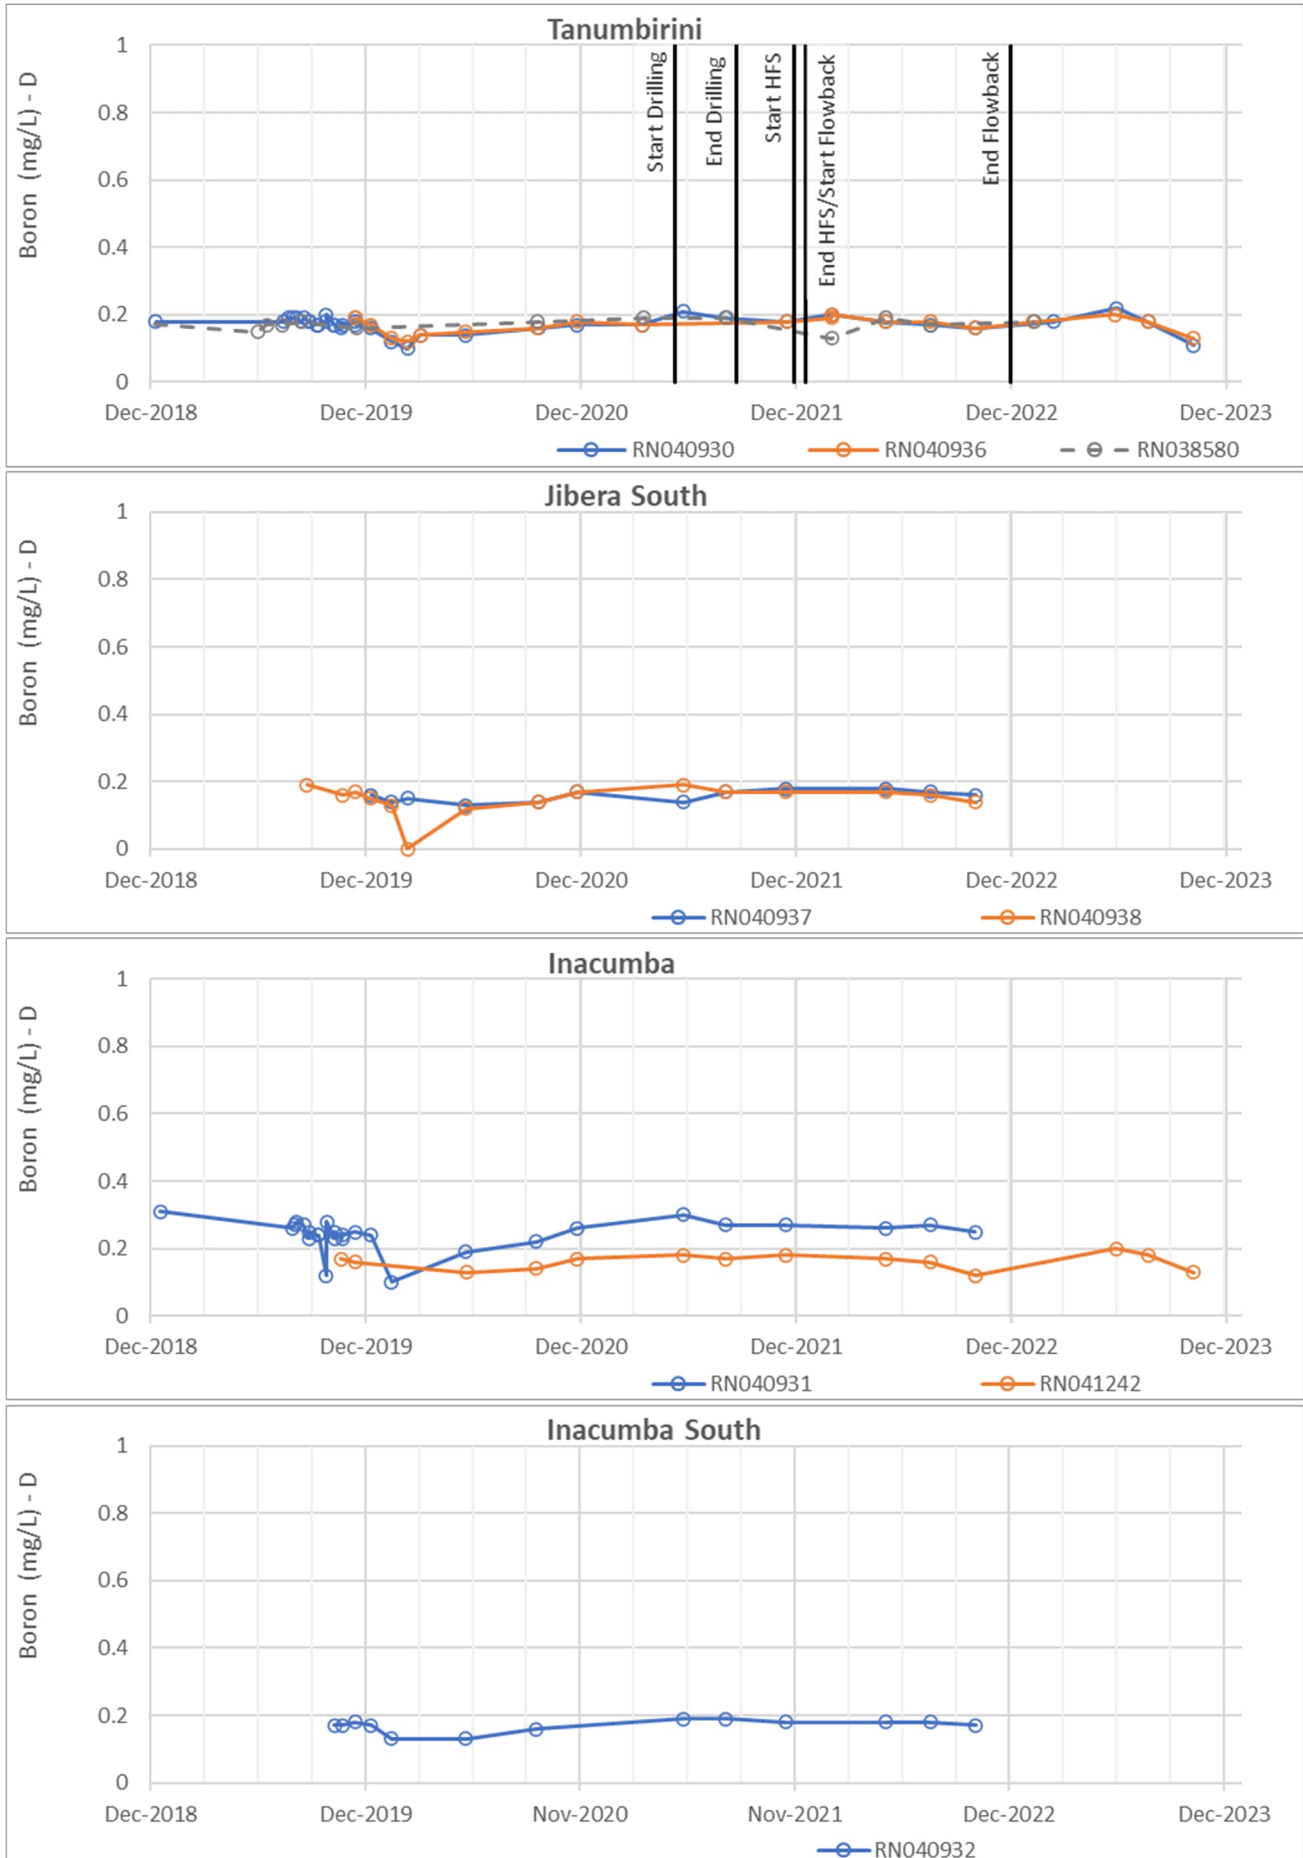 Tanumbirini
Boron (mg/L) - D
1
0.8
0.6
0.4
0.2
0
Start Drilling
End Drilling
Start HFS
End HFS/Start Flowback
End Flowback
Dec-2018 Dec-2019 Dec-2020 Dec-2021 Dec-2022 Dec-2023
RN040930 RN040936 RN038580
Jibera South
Boron (mg/L) - D
1
0.8
0.6
0.4
0.2
0
Dec-2018 Dec-2019 Dec-2020 Dec-2021 Dec-2022 Dec-2023
RN040937 RN040938
Inacumba
Boron (mg/L) - D
1
0.8
0.6
0.4
0.2
0
Dec-2018 Dec-2019 Dec-2020 Dec-2021 Dec-2022 Dec-2023
RN040931 RN041242
Inacumba South
Boron (mg/L) - D
1
0.8
0.6
0.4
0.2
0
Dec-2018 Dec-2019 Nov-2020 Nov-2021 Dec-2022 Dec-2023
RN040932